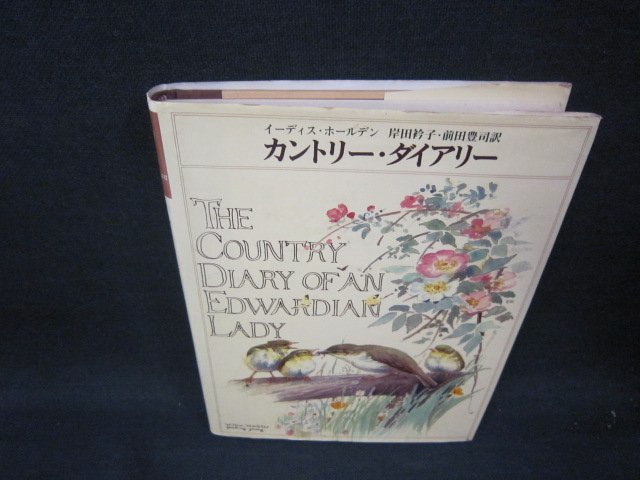 イーディス・ホールデン 岸田衿子・前田豊司訳
カントリー・ダイアリー
THE
COUNTRY
DIARY OF AN
EDWARDIAN
LADY